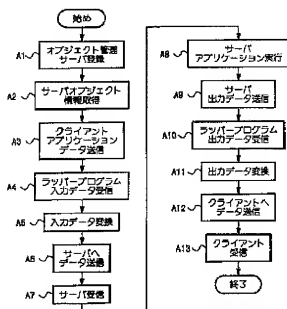 始め
A1
オブジェクト管理
サーバ登録
A2
サーバオブジェクト
情報取得
A3
クライアント
アプリケーション
データ送信
A4
ラッパープログラム
入力データ受信
A5
入力データ変換
A6
サーバへ
データ送信
A7
サーバ受信
A8
サーバ
アプリケーション実行
A9
サーバ
出力データ送信
A10
ラッパープログラム
出力データ受信
A11
出力データ変換
A12
クライアントへ
データ送信
A13
クライアント
受信
終了